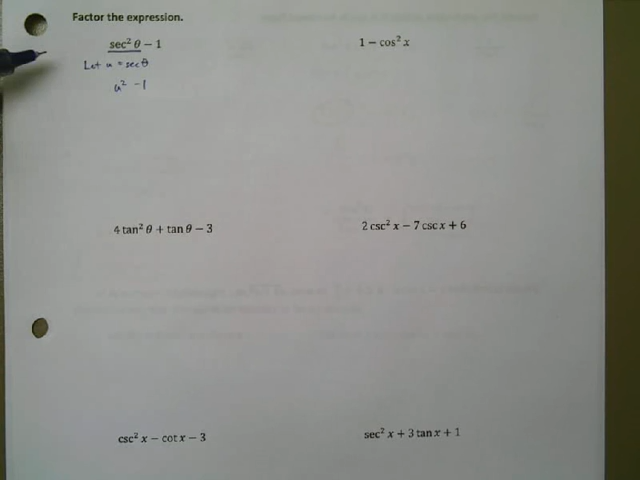 Factor the expression.
sec² θ − 1
1 − cos² x
Let u = secθ
u² − 1
4 tan² θ + tan θ − 3
2 csc² x − 7 csc x + 6
csc² x − cot x − 3
sec² x + 3 tan x + 1